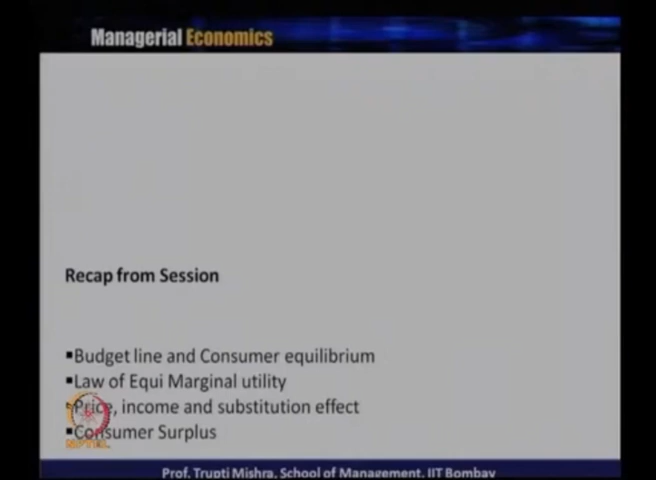 Managerial Economics
Recap from Session
▪Budget line and Consumer equilibrium
▪Law of Equi Marginal utility
▪Price, income and substitution effect
▪Consumer Surplus
NPTEL
Prof. Trupti Mishra, School of Management, IIT Bombay